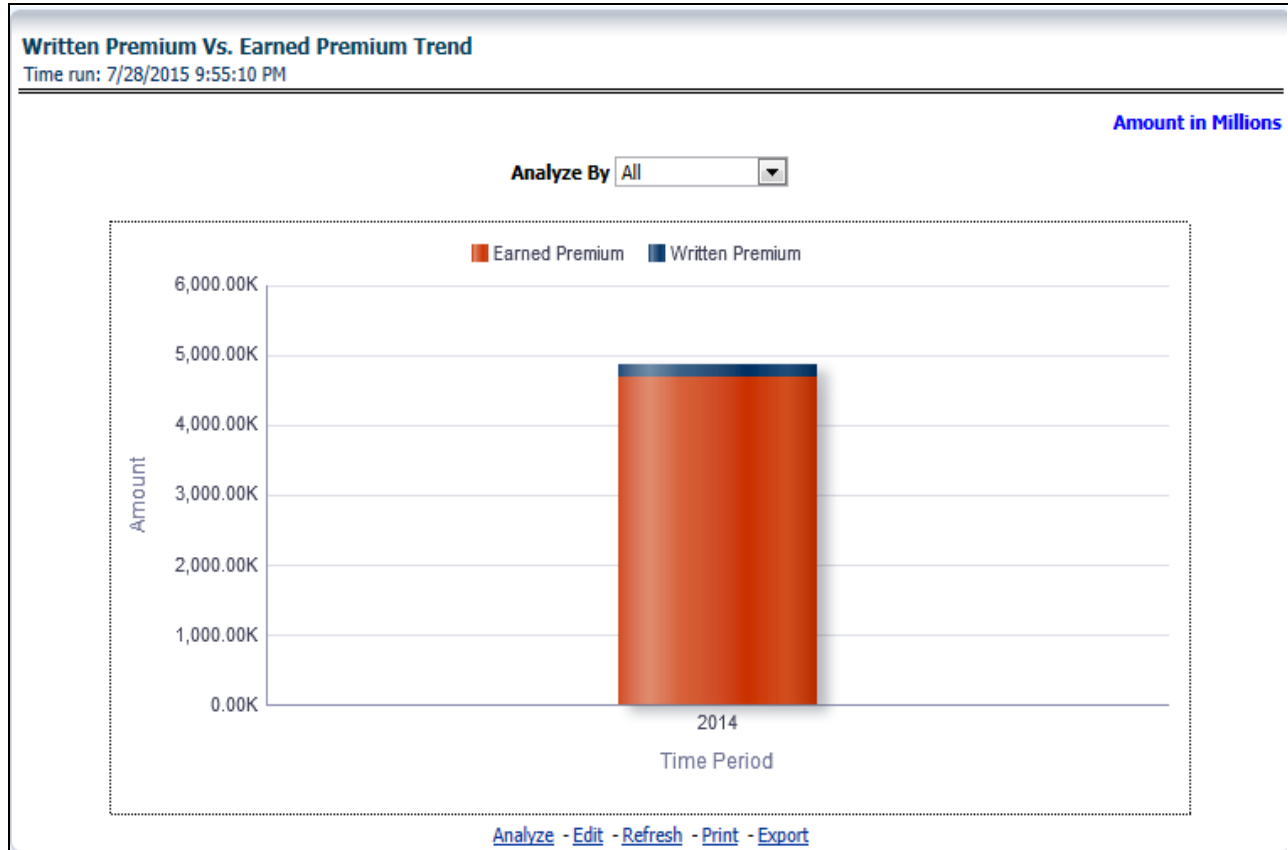 Written Premium Vs. Earned Premium Trend
Time run: 7/28/2015 9:55:10 PM
Amount in Millions
Analyze By All
Earned Premium Written Premium
6,000.00K
5,000.00K
4,000.00K
3,000.00K
2,000.00K
1,000.00K
0.00K
Amount
2014
Time Period
Analyze - Edit - Refresh - Print - Export